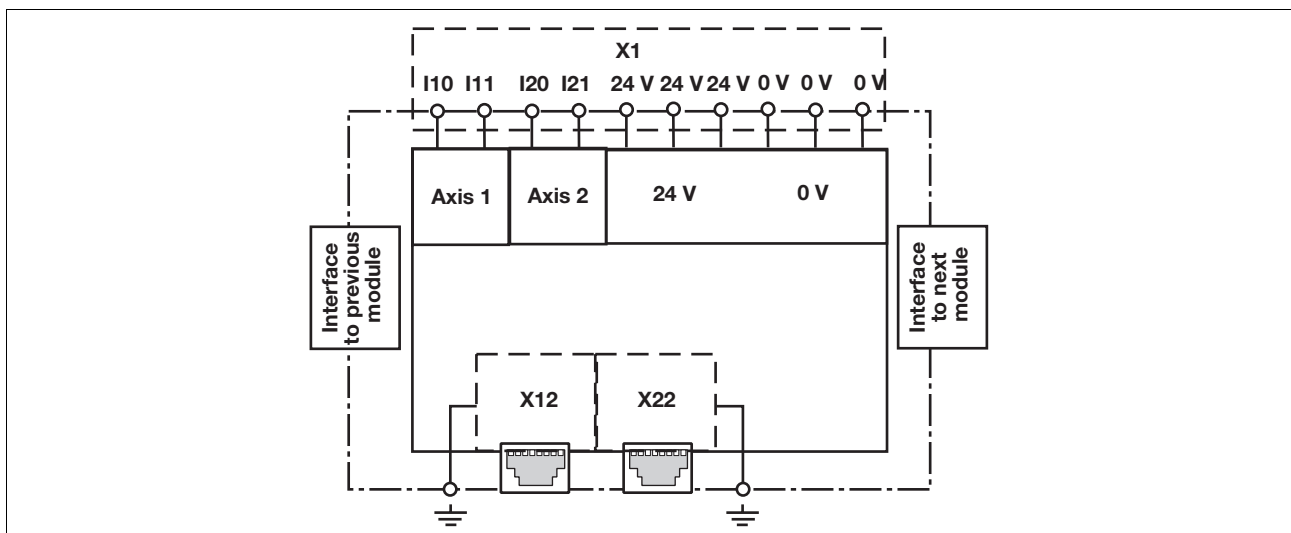 X1
I10 I11 I20 I21 24 V 24 V 24 V 0 V 0 V 0 V
Axis 1 Axis 2 24 V 0 V
Interface
to previous
module
Interface
to next
module
X12 X22